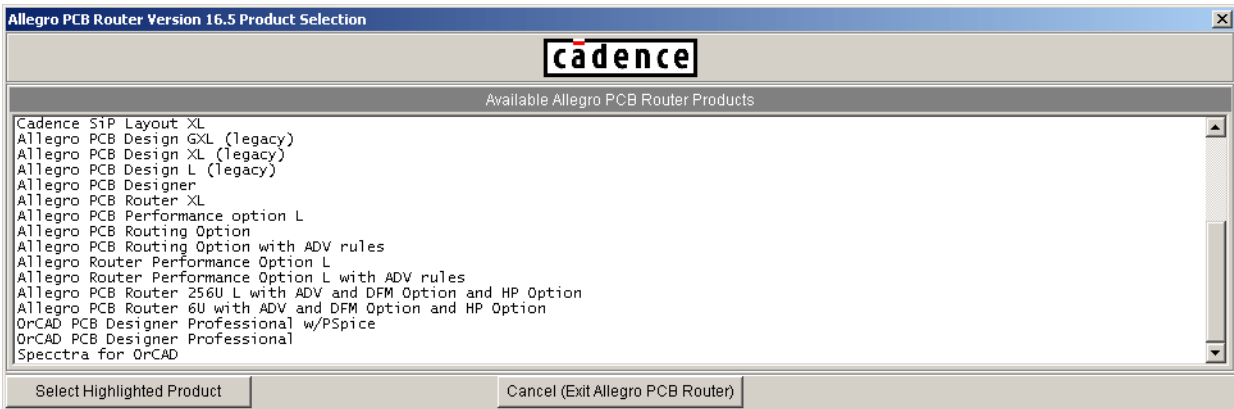 Allegro PCB Router Version 16.5 Product Selection
cādence
Available Allegro PCB Router Products
Cadence SiP Layout XL
Allegro PCB Design GXL (legacy)
Allegro PCB Design XL (legacy)
Allegro PCB Design L (legacy)
Allegro PCB Designer
Allegro PCB Router XL
Allegro PCB Performance option L
Allegro PCB Routing Option
Allegro PCB Routing Option with ADV rules
Allegro Router Performance Option L
Allegro Router Performance Option L with ADV rules
Allegro PCB Router 256U L with ADV and DFM Option and HP Option
Allegro PCB Router 6U with ADV and DFM Option and HP Option
OrCAD PCB Designer Professional w/PSpice
OrCAD PCB Designer Professional
Specctra for OrCAD
Select Highlighted Product
Cancel (Exit Allegro PCB Router)